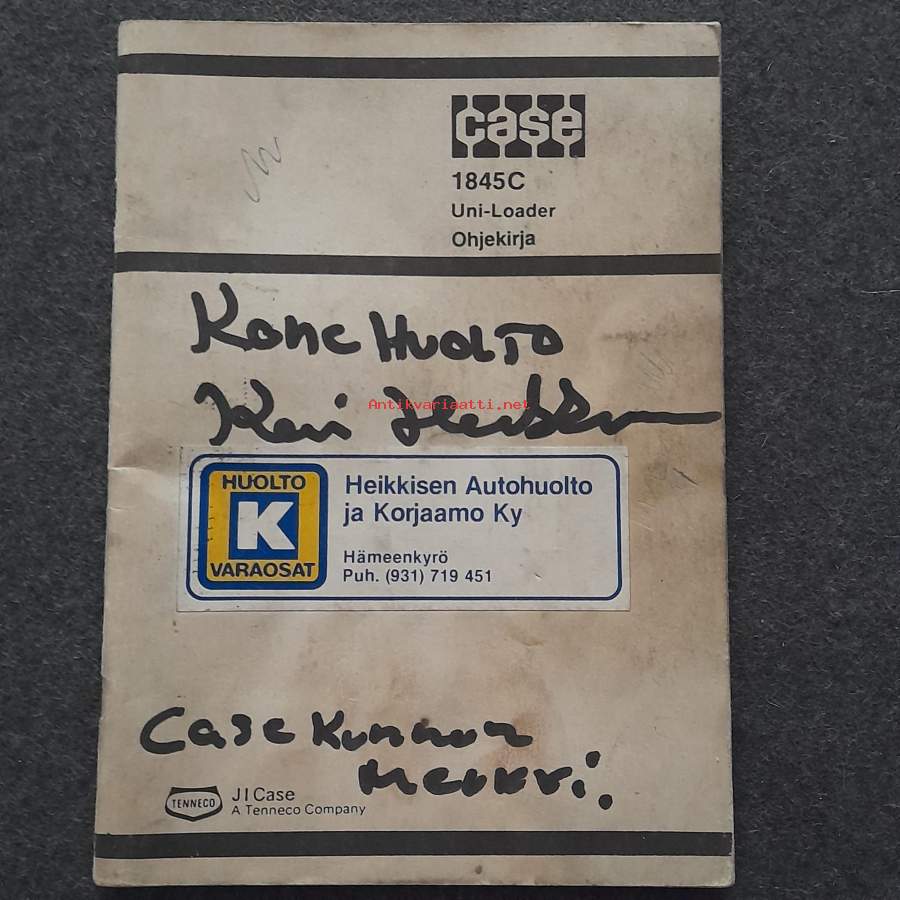 case
1845C
Uni-Loader
Ohjekirja
Kone Huolto
Antikvariaatti.net
HUOLTO
K
VARAOSAT
Heikkisen Autohuolto
ja Korjaamo Ky
Hämeenkyrö
Puh. (931) 719 451
Case Kunnon
Merkki.
TENNECO
J I Case
A Tenneco Company